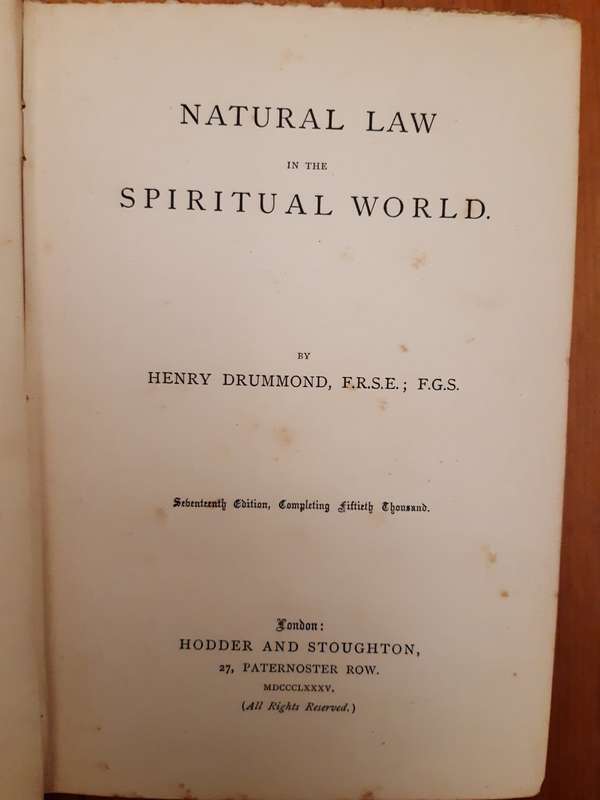 NATURAL LAW
IN THE
SPIRITUAL WORLD.
BY
HENRY DRUMMOND, F.R.S.E.; F.G.S.
Seventeenth Edition, Completing Fiftieth Thousand.
London:
HODDER AND STOUGHTON,
27, PATERNOSTER ROW.
MDCCCLXXXV.
(All Rights Reserved.)